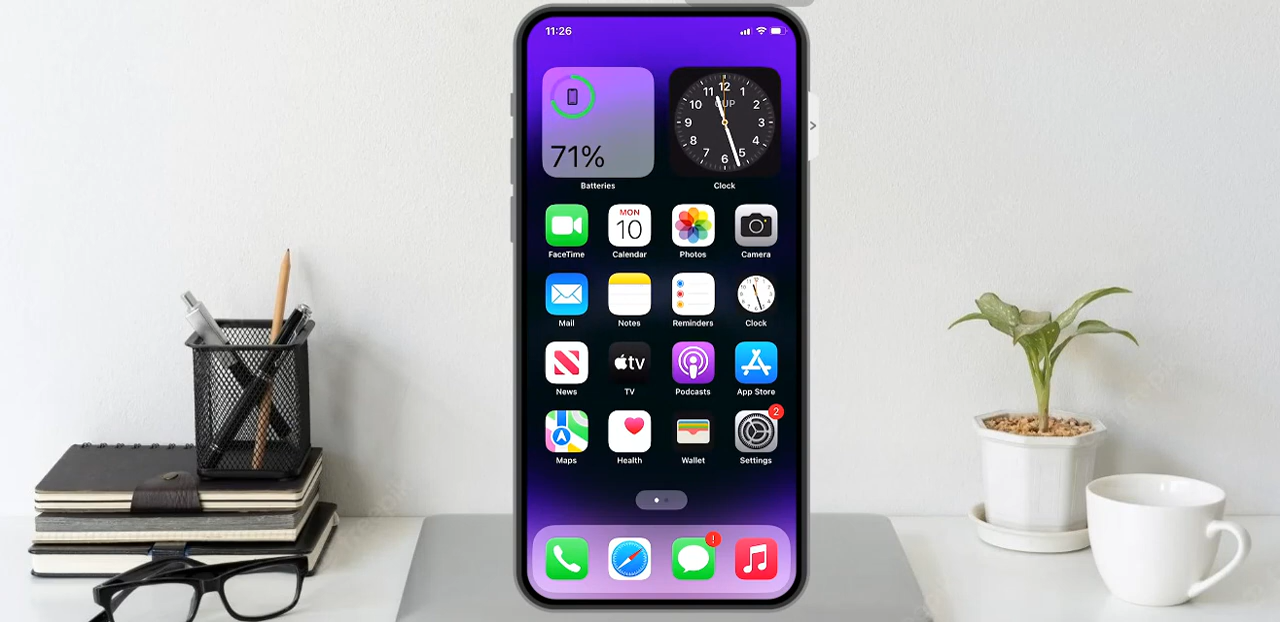 11:26
71%
Batteries
11 12 1
10 CUP 2
9 3
8 4
7 6 5
Clock
FaceTime
MON
10
Calendar
Photos
Camera
Mail
Notes
Reminders
Clock
News
tv
TV
Podcasts
App Store
Maps
Health
Wallet
2
Settings
!